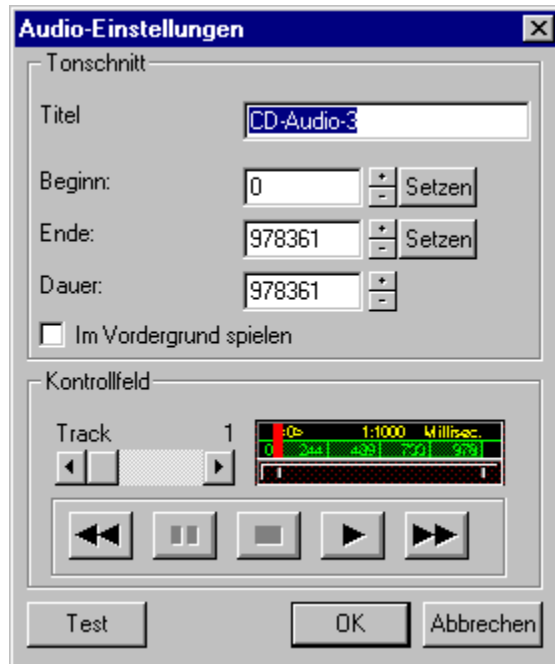 Audio-Einstellungen
Tonschnitt
Titel CD-Audio-3
Beginn: 0 + - Setzen
Ende: 978361 + - Setzen
Dauer: 978361 + -
Im Vordergrund spielen
Kontrollfeld
Track 1
1:1000 Millisec.
0 244 489 733 978
Test OK Abbrechen